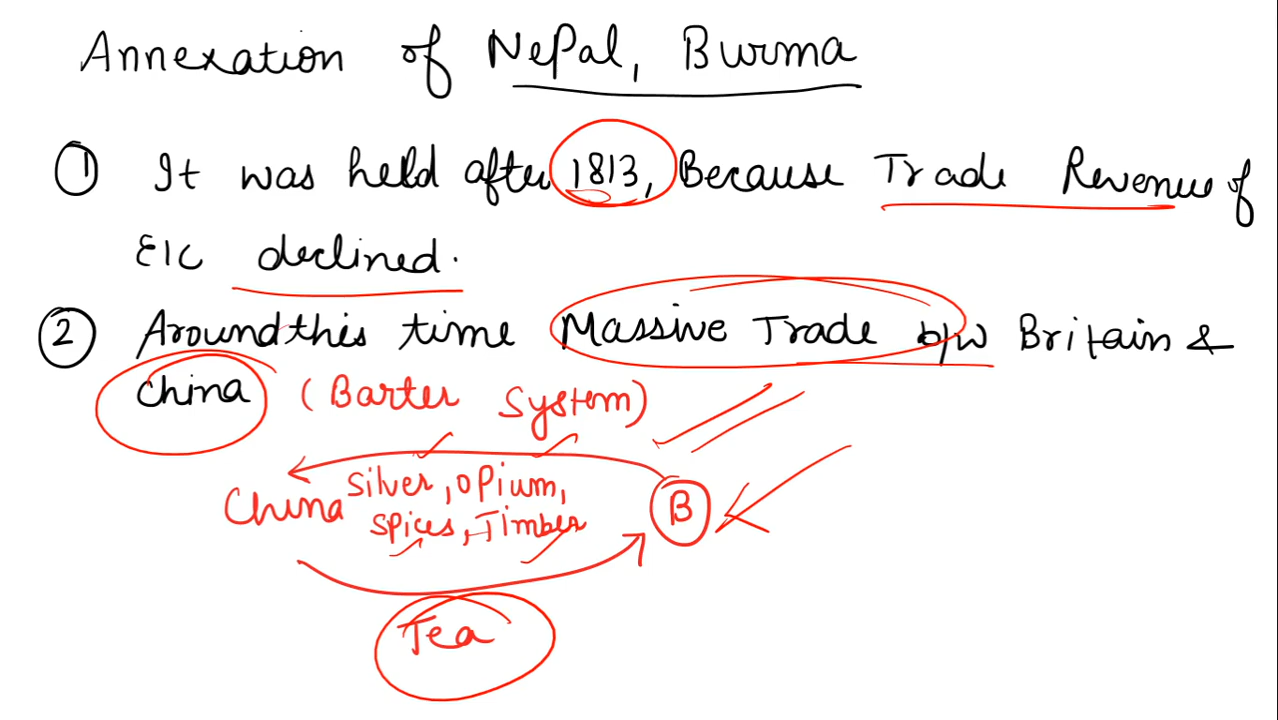 Annexation of Nepal, Burma
① It was held after 1813, Because Trade Revenue of
EIC declined.
② Around this time Massive Trade b/w Britain &
China (Barter System)
China Silver, Opium,
Spices, Timber
B
Tea